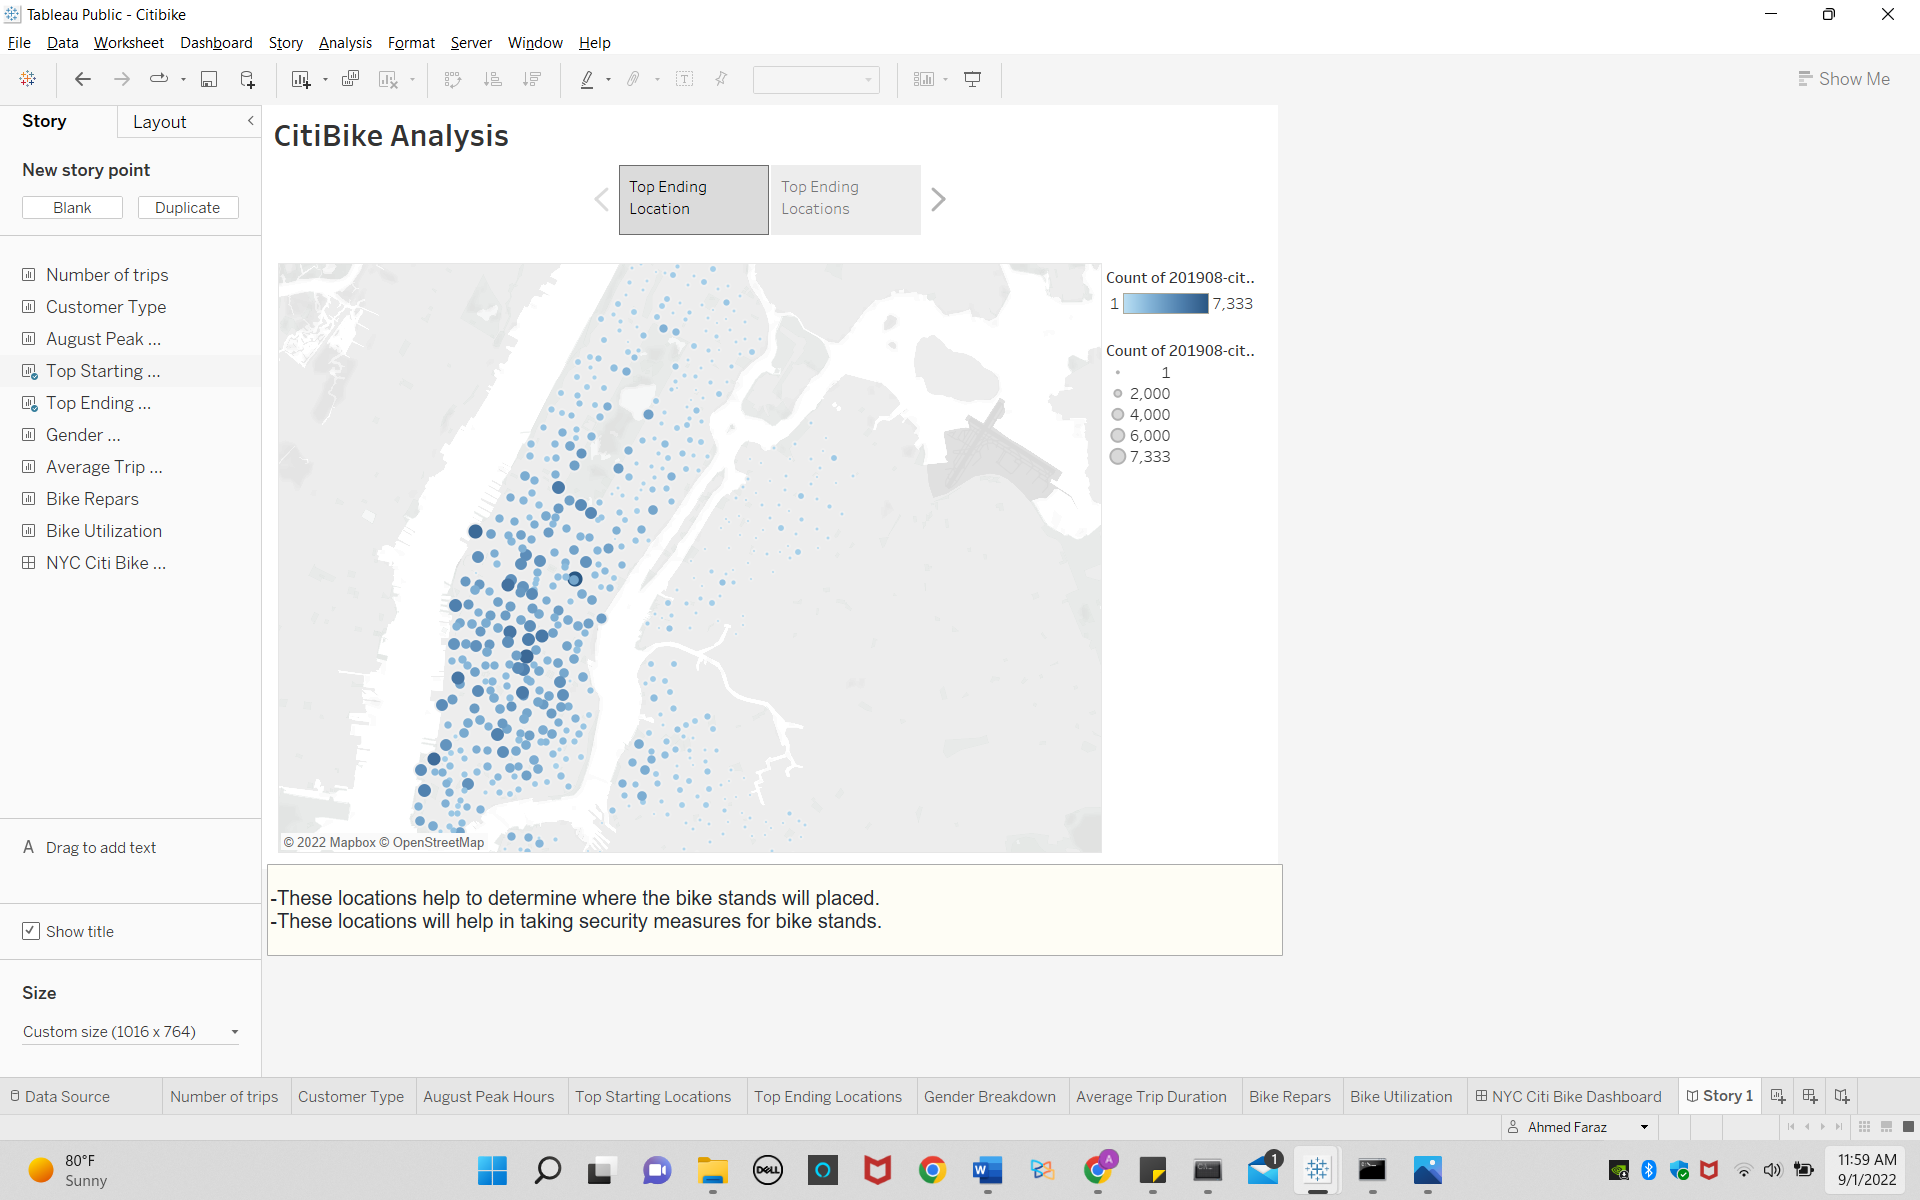 Tableau Public - Citibike
File Data Worksheet Dashboard Story Analysis Format Server Window Help
Show Me
Story Layout
New story point
Blank Duplicate
Number of trips
Customer Type
August Peak ...
Top Starting ...
Top Ending ...
Gender ...
Average Trip ...
Bike Repars
Bike Utilization
NYC Citi Bike ...
A Drag to add text
Show title
Size
Custom size (1016 x 764)
CitiBike Analysis
Top Ending
Location
Top Ending
Locations
Count of 201908-cit..
1 7,333
Count of 201908-cit..
1
2,000
4,000
6,000
7,333
© 2022 Mapbox © OpenStreetMap
-These locations help to determine where the bike stands will placed.
-These locations will help in taking security measures for bike stands.
Data Source Number of trips Customer Type August Peak Hours Top Starting Locations Top Ending Locations Gender Breakdown Average Trip Duration Bike Repars Bike Utilization NYC Citi Bike Dashboard Story 1
Ahmed Faraz
80°F
Sunny
DELL
W
A
1
11:59 AM
9/1/2022